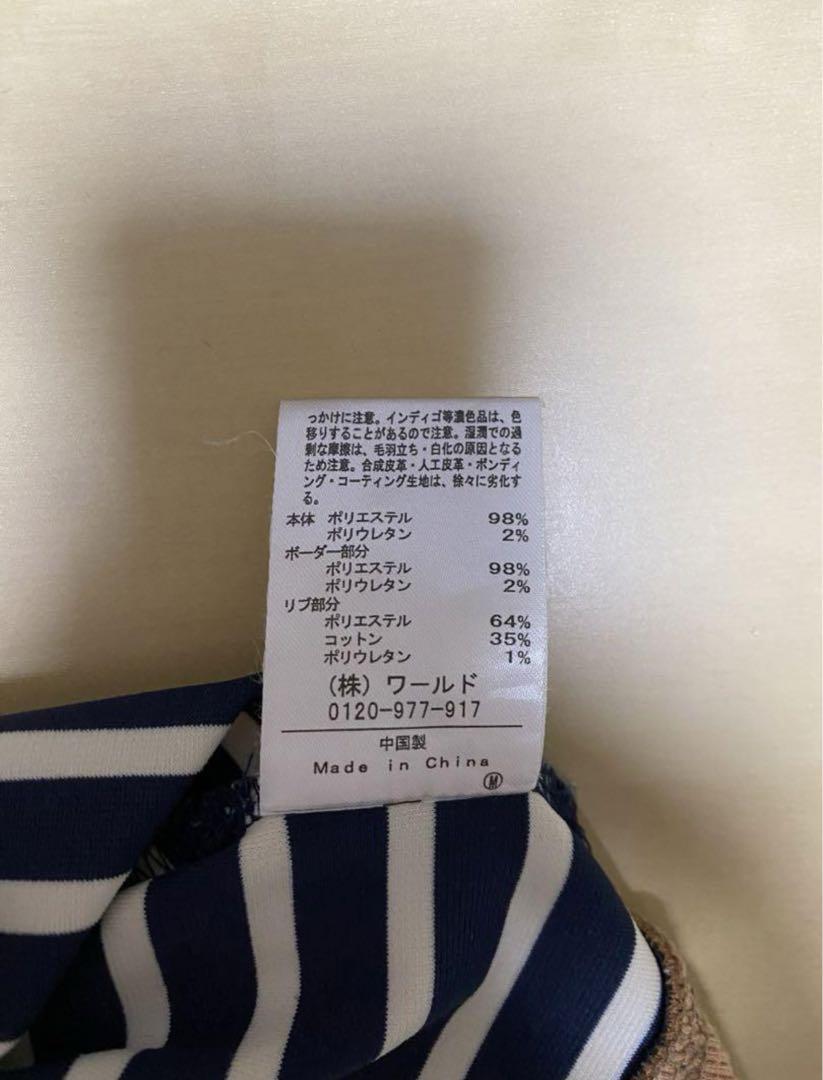 っかけに注意。インディゴ等濃色品は、色
移りすることがあるので注意。湿潤での過
剰な摩擦は、毛羽立ち・白化の原因となる
ため注意。合成皮革・人工皮革・ボンディ
ング・コーティング生地は、徐々に劣化す
る。
本体 ポリエステル 98%
ポリウレタン 2%
ボーダー部分
ポリエステル 98%
ポリウレタン 2%
リブ部分
ポリエステル 64%
コットン 35%
ポリウレタン 1%
(株) ワールド
0120-977-917
中国製
Made in China
Ⓜ